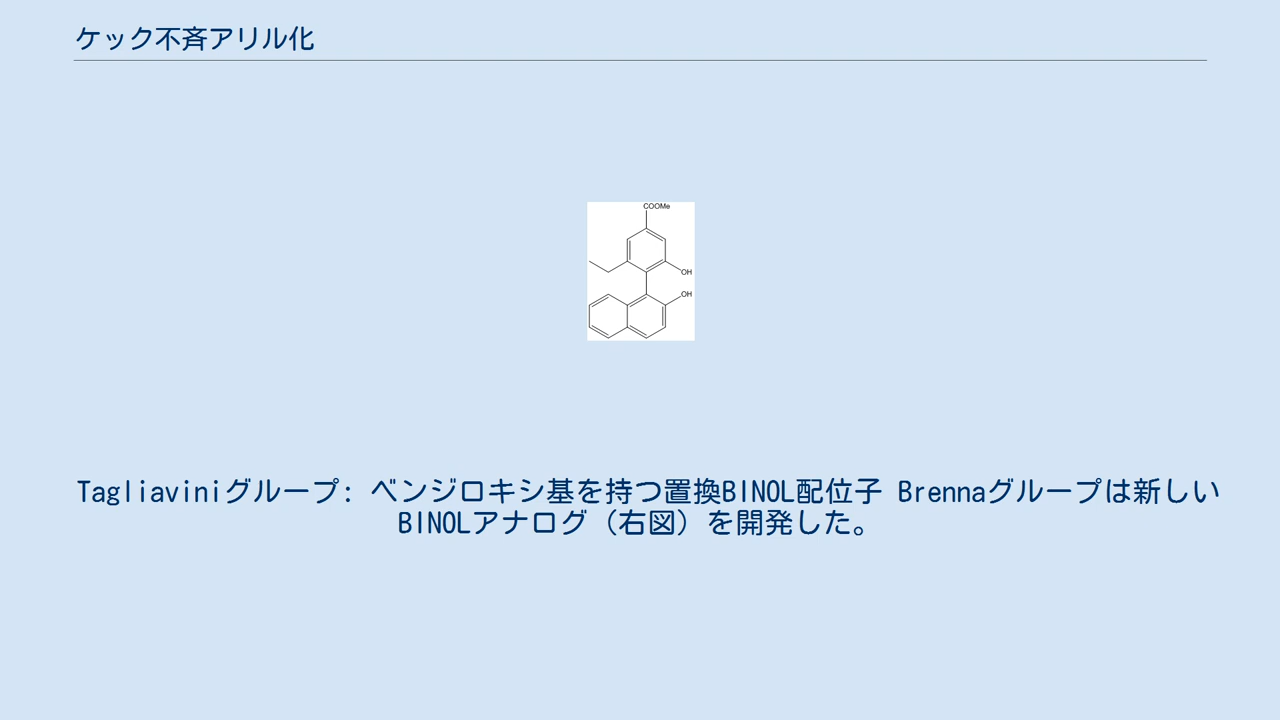 ケック不斉アリル化
COOMe
OH
OH
Tagliaviniグループ: ベンジロキシ基を持つ置換BINOL配位子 Brennaグループは新しい
BINOLアナログ（右図）を開発した。